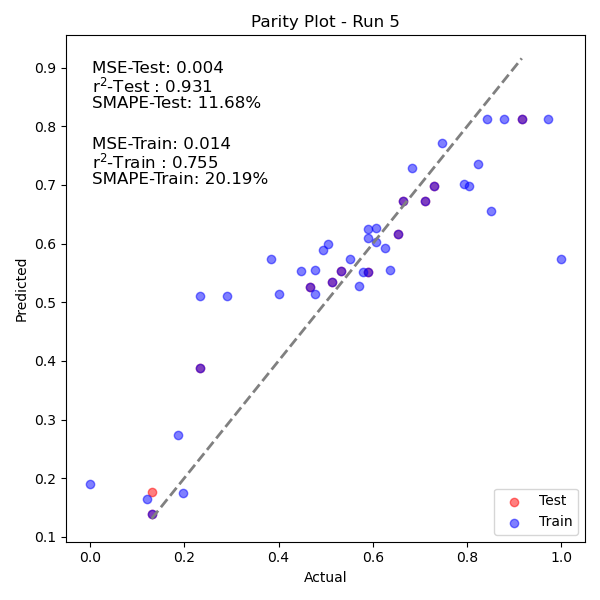 Parity Plot - Run 5
MSE-Test: 0.004
r²-Test : 0.931
SMAPE-Test: 11.68%
MSE-Train: 0.014
r²-Train : 0.755
SMAPE-Train: 20.19%
0.9
0.8
0.7
0.6
0.5
0.4
0.3
0.2
0.1
Predicted
Test
Train
0.0 0.2 0.4 0.6 0.8 1.0
Actual